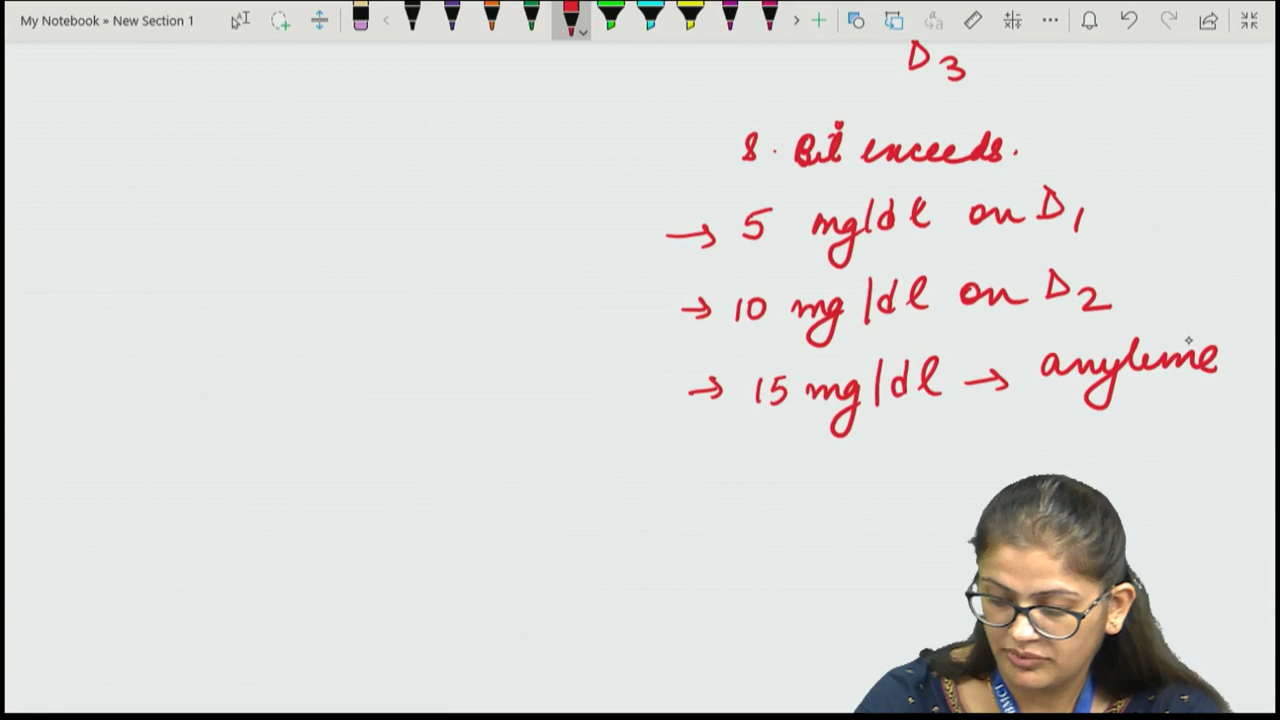 My Notebook » New Section 1
D3
S. Bil exceeds.
→ 5 mg/dl on D1
→ 10 mg/dl on D2
→ 15 mg/dl → anytime
BMCI